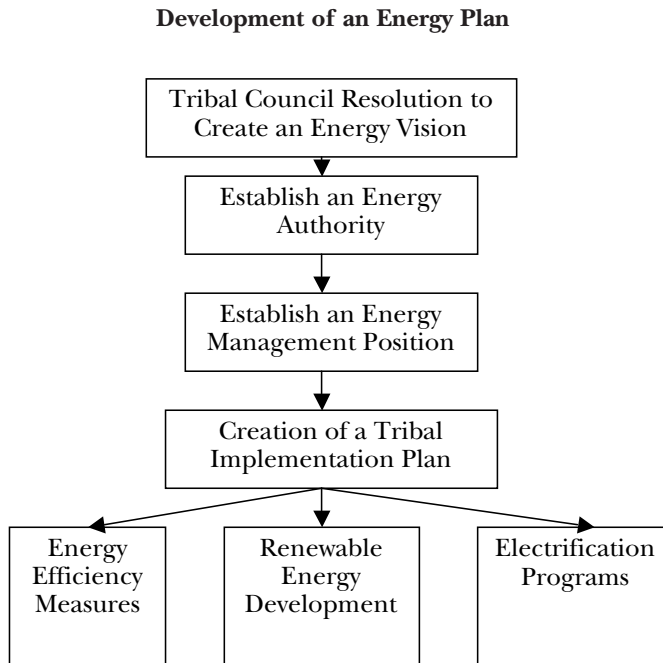 Development of an Energy Plan
Tribal Council Resolution to
Create an Energy Vision
Establish an Energy
Authority
Establish an Energy
Management Position
Creation of a Tribal
Implementation Plan
Energy
Efficiency
Measures
Renewable
Energy
Development
Electrification
Programs